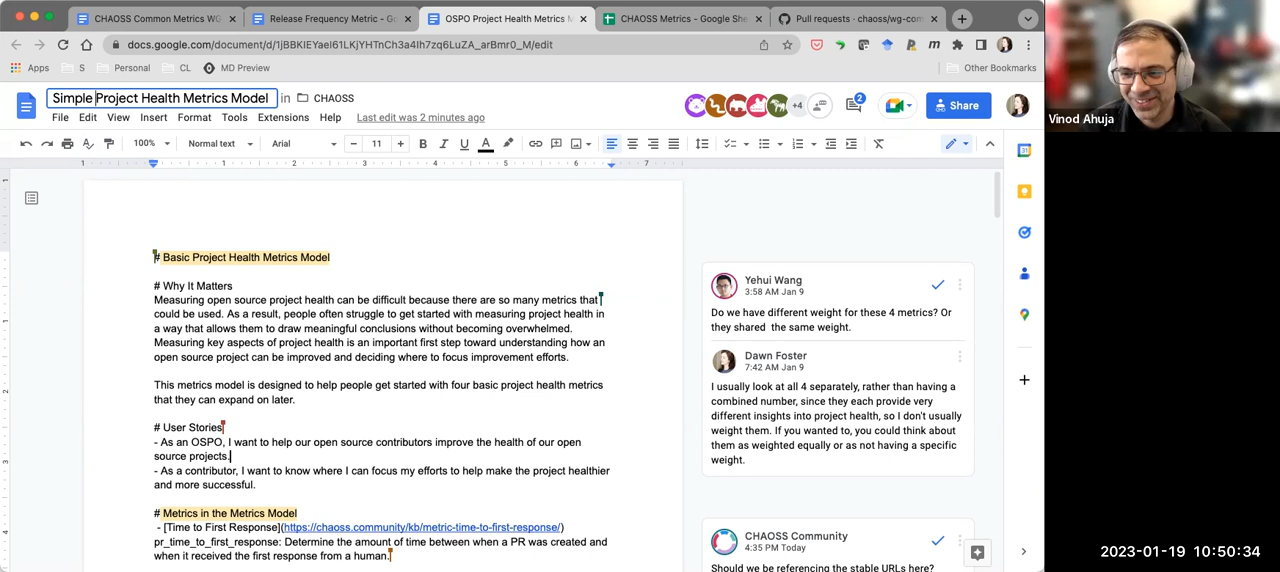 CHAOSS Common Metrics WG
Release Frequency Metric - Go
OSPO Project Health Metrics M
CHAOSS Metrics - Google She
Pull requests · chaoss/wg-com
docs.google.com/document/d/1jBBKIEYaeI61LKjYHTnCh3a4Ih7zq6LuZA_arBmr0_M/edit
Apps
S
Personal
CL
MD Preview
Other Bookmarks
Simple Project Health Metrics Model
in
CHAOSS
File Edit View Insert Format Tools Extensions Help
Last edit was 2 minutes ago
+4
2
Share
100%
Normal text
Arial
11
# Basic Project Health Metrics Model
# Why It Matters
Measuring open source project health can be difficult because there are so many metrics that
could be used. As a result, people often struggle to get started with measuring project health in
a way that allows them to draw meaningful conclusions without becoming overwhelmed.
Measuring key aspects of project health is an important first step toward understanding how an
open source project can be improved and deciding where to focus improvement efforts.
This metrics model is designed to help people get started with four basic project health metrics
that they can expand on later.
# User Stories
- As an OSPO, I want to help our open source contributors improve the health of our open
source projects.
- As a contributor, I want to know where I can focus my efforts to help make the project healthier
and more successful.
# Metrics in the Metrics Model
- [Time to First Response](https://chaoss.community/kb/metric-time-to-first-response/)
pr_time_to_first_response: Determine the amount of time between when a PR was created and
when it received the first response from a human.
Yehui Wang
3:58 AM Jan 9
Do we have different weight for these 4 metrics? Or
they shared the same weight.
Dawn Foster
7:42 AM Jan 9
I usually look at all 4 separately, rather than having a
combined number, since they each provide very
different insights into project health, so I don't usually
weight them. If you wanted to, you could think about
them as weighted equally or as not having a specific
weight.
CHAOSS Community
4:35 PM Today
Should we be referencing the stable URLs here?
Vinod Ahuja
2023-01-19 10:50:34